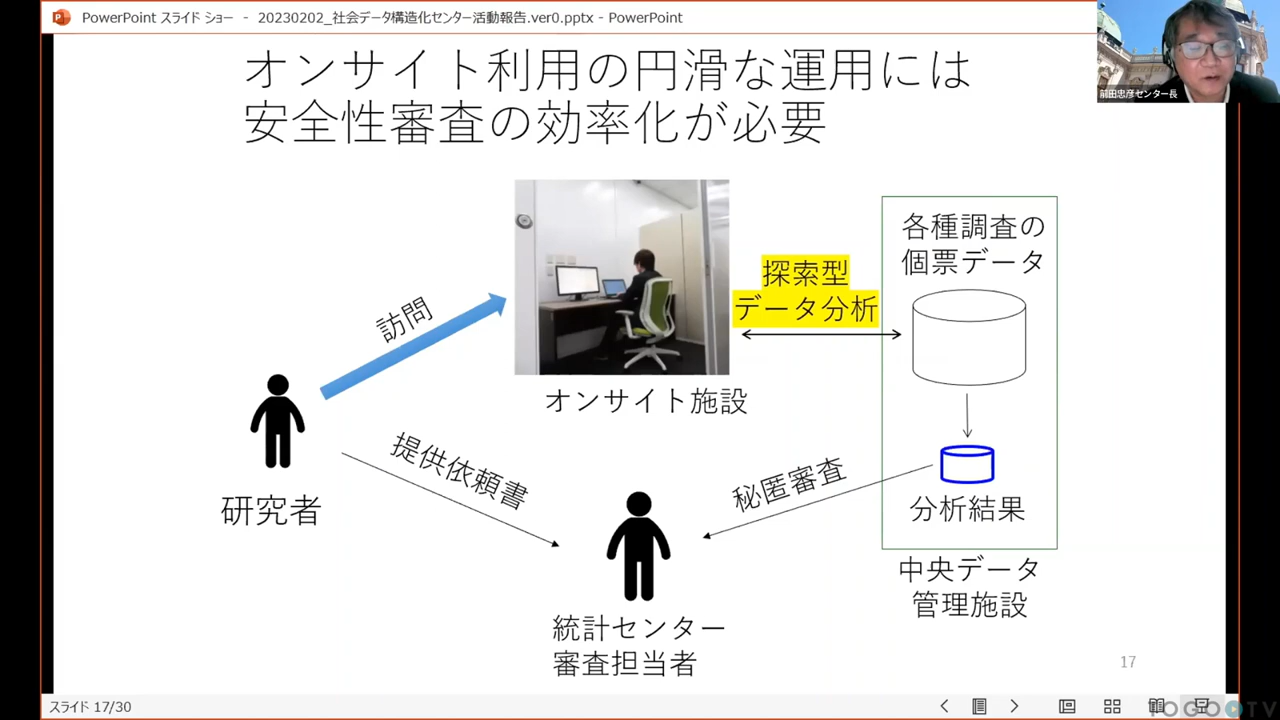 PowerPoint スライド ショー - 20230202_社会データ構造化センター活動報告.ver0.pptx - PowerPoint
前田忠彦センター長
オンサイト利用の円滑な運用には
安全性審査の効率化が必要
各種調査の
個票データ
探索型
データ分析
訪問
オンサイト施設
提供依頼書
秘匿審査
研究者
分析結果
中央データ
管理施設
統計センター
審査担当者
17
スライド 17/30